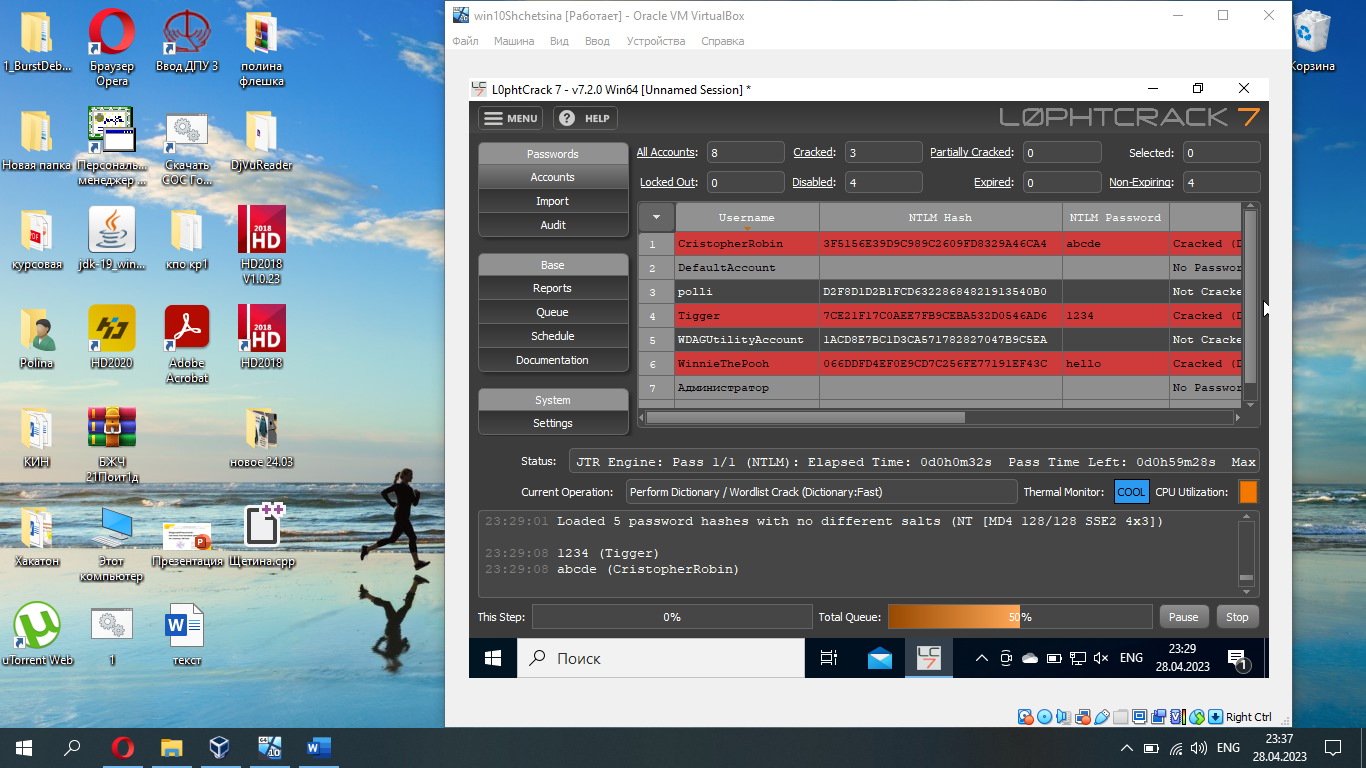 1_BurstDeb...
Браузер
Opera
Ввод ДПУ 3
полина
флешка
Новая папка
Персональ...
менеджер ...
Скачать
СОС Го...
DjVuReader
курсовая
jdk-19_win...
кпо кр1
HD2018
V1.0.23
Polina
HD2020
Adobe
Acrobat
HD2018
КИН
БЖЧ
21Поит1д
новое 24.03
Хакатон
Этот
компьютер
Презентация
Щетина.cpp
uTorrent Web
1
текст
Корзина
win10Shchetsina [Работает] - Oracle VM VirtualBox
Файл Машина Вид Ввод Устройства Справка
L0phtCrack 7 - v7.2.0 Win64 [Unnamed Session] *
MENU HELP
L0PHTCRACK 7
Passwords
Accounts
Import
Audit
Base
Reports
Queue
Schedule
Documentation
System
Settings
All Accounts: 8 Cracked: 3 Partially Cracked: 0 Selected: 0
Locked Out: 0 Disabled: 4 Expired: 0 Non-Expiring: 4
Username NTLM Hash NTLM Password
1 CristopherRobin 3F5156E39D9C989C2609FD8329A46CA4 abcde Cracked (D
2 DefaultAccount No Passwor
3 polli D2F8D1D2B1FCD63228684821913540B0 Not Cracke
4 Tigger 7CE21F17C0AEE7FB9CEBA532D0546AD6 1234 Cracked (D
5 WDAGUtilityAccount 1ACD8E7BC1D3CA571782827047B9C5EA Not Cracke
6 WinnieThePooh 066DDFD4EF0E9CD7C256FE77191EF43C hello Cracked (D
7 Администратор No Passwor
Status: JTR Engine: Pass 1/1 (NTLM): Elapsed Time: 0d0h0m32s Pass Time Left: 0d0h59m28s Max
Current Operation: Perform Dictionary / Wordlist Crack (Dictionary:Fast) Thermal Monitor: COOL CPU Utilization:
23:29:01 Loaded 5 password hashes with no different salts (NT [MD4 128/128 SSE2 4x3])
23:29:08 1234 (Tigger)
23:29:08 abcde (CristopherRobin)
This Step: 0% Total Queue: 50% Pause Stop
Поиск
ENG
23:29
28.04.2023
1
Right Ctrl
ENG
23:37
28.04.2023